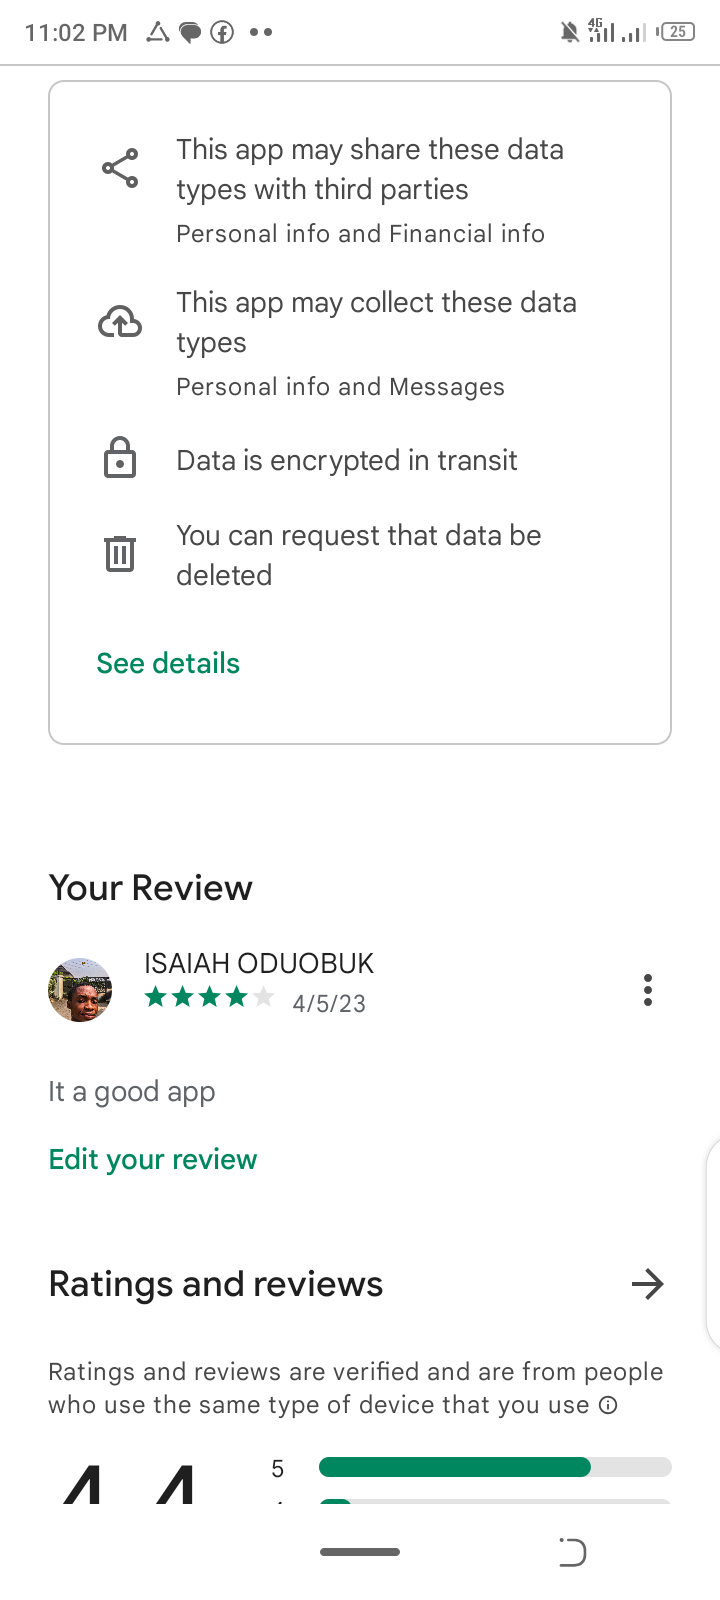 11:02 PM
4G
25
This app may share these data
types with third parties
Personal info and Financial info
This app may collect these data
types
Personal info and Messages
Data is encrypted in transit
You can request that data be
deleted
See details
Your Review
ISAIAH ODUOBUK
4/5/23
It a good app
Edit your review
Ratings and reviews
Ratings and reviews are verified and are from people
who use the same type of device that you use
5